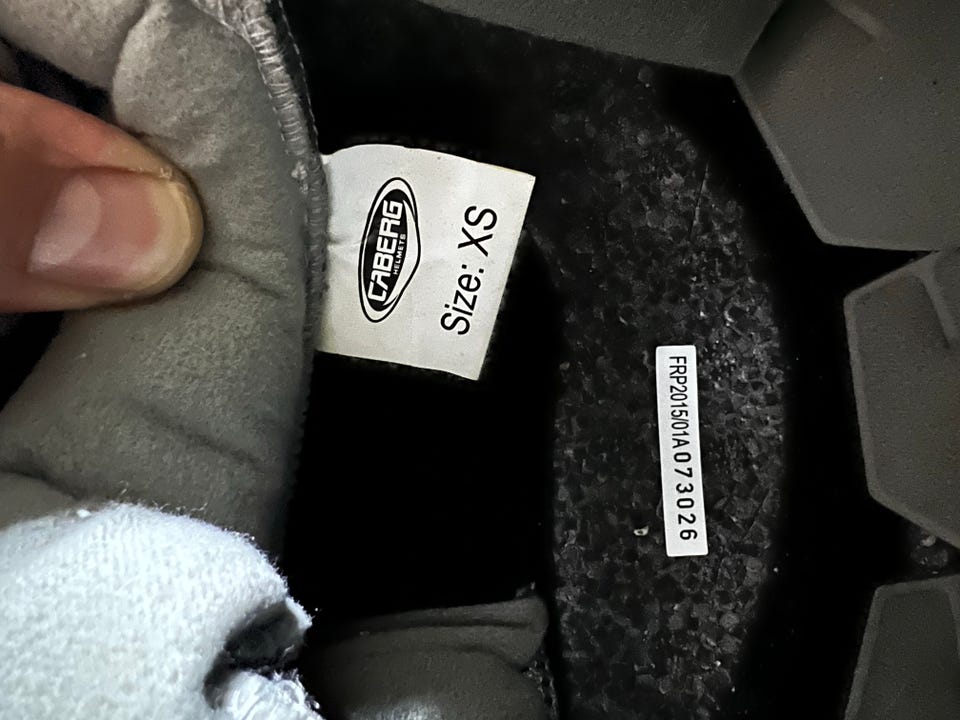 CABERG
HELMETS
Size: XS
FRP2015/01A073026